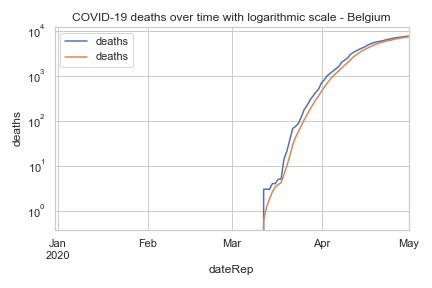 COVID-19 deaths over time with logarithmic scale - Belgium
deaths
deaths
10⁴
10³
10²
10¹
10⁰
deaths
Jan Feb Mar Apr May
2020
dateRep